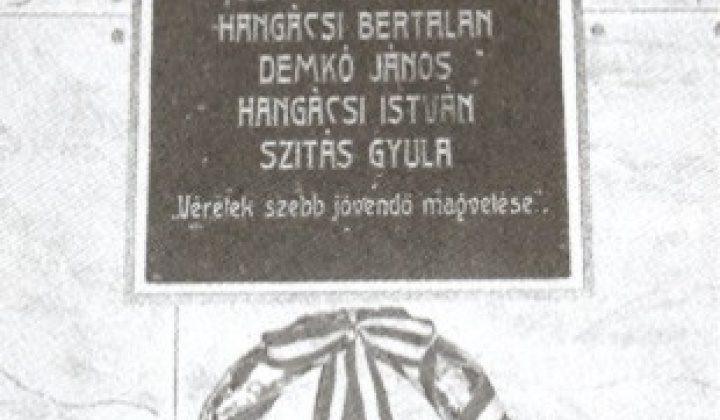 HANGÁCSI BERTALAN
DEMKÓ JÁNOS
HANGÁCSI ISTVÁN
SZITÁS GYULA
„Véretek szebb jövendő magvetése".